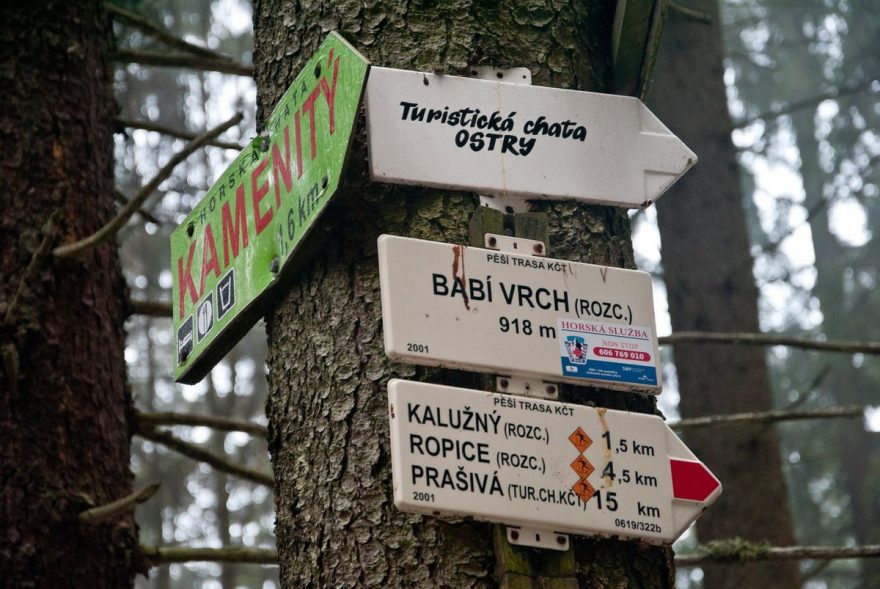 HORSKÁ CHATA
KAMENITÝ
1.6 km
Turistická chata
OSTRY
PĚŠÍ TRASA KČT
BABÍ VRCH (ROZC.)
918 m
2001
HORSKÁ SLUŽBA
NON STOP
606 769 010
PĚŠÍ TRASA KČT
KALUŽNÝ (ROZC.) 1,5 km
ROPICE (ROZC.) 4,5 km
PRAŠIVÁ (TUR.CH.KČT) 15 km
2001
0619/322b